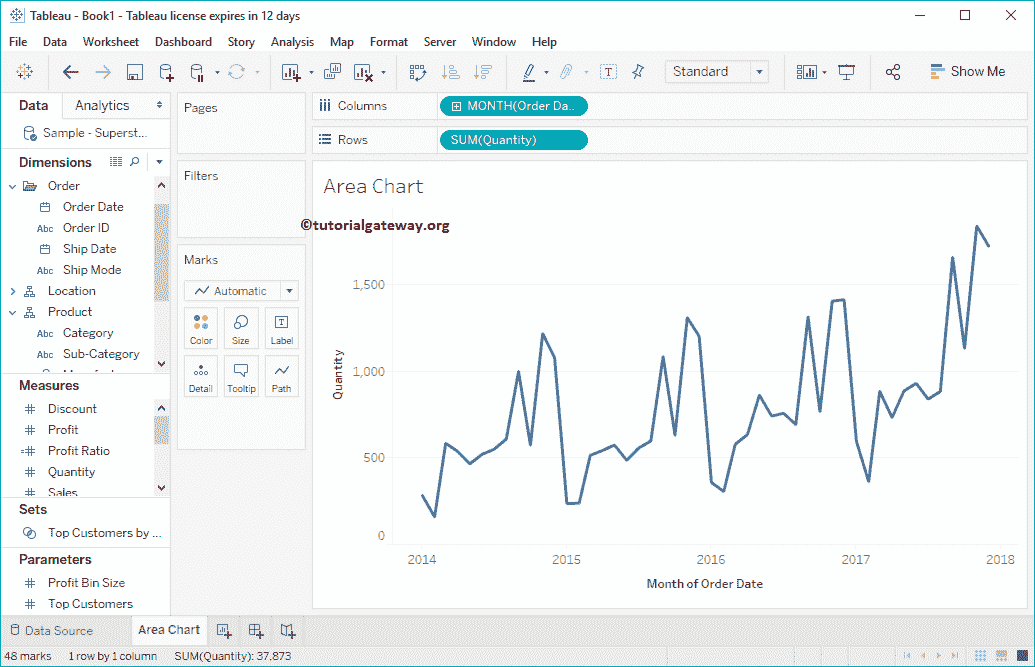 Tableau - Book1 - Tableau license expires in 12 days
File Data Worksheet Dashboard Story Analysis Map Format Server Window Help
Standard
Show Me
Data Analytics
Sample - Superst...
Dimensions
Order
Order Date
Abc Order ID
Ship Date
Abc Ship Mode
Location
Product
Abc Category
Abc Sub-Category
Measures
Discount
Profit
Profit Ratio
Quantity
Sales
Sets
Top Customers by ...
Parameters
Profit Bin Size
Top Customers
Pages
Filters
Marks
Automatic
Color Size Label
Detail Tooltip Path
Columns MONTH(Order Da..
Rows SUM(Quantity)
Area Chart
©tutorialgateway.org
1,500
1,000
500
0
Quantity
2014 2015 2016 2017 2018
Month of Order Date
Data Source Area Chart
48 marks 1 row by 1 column SUM(Quantity): 37,873